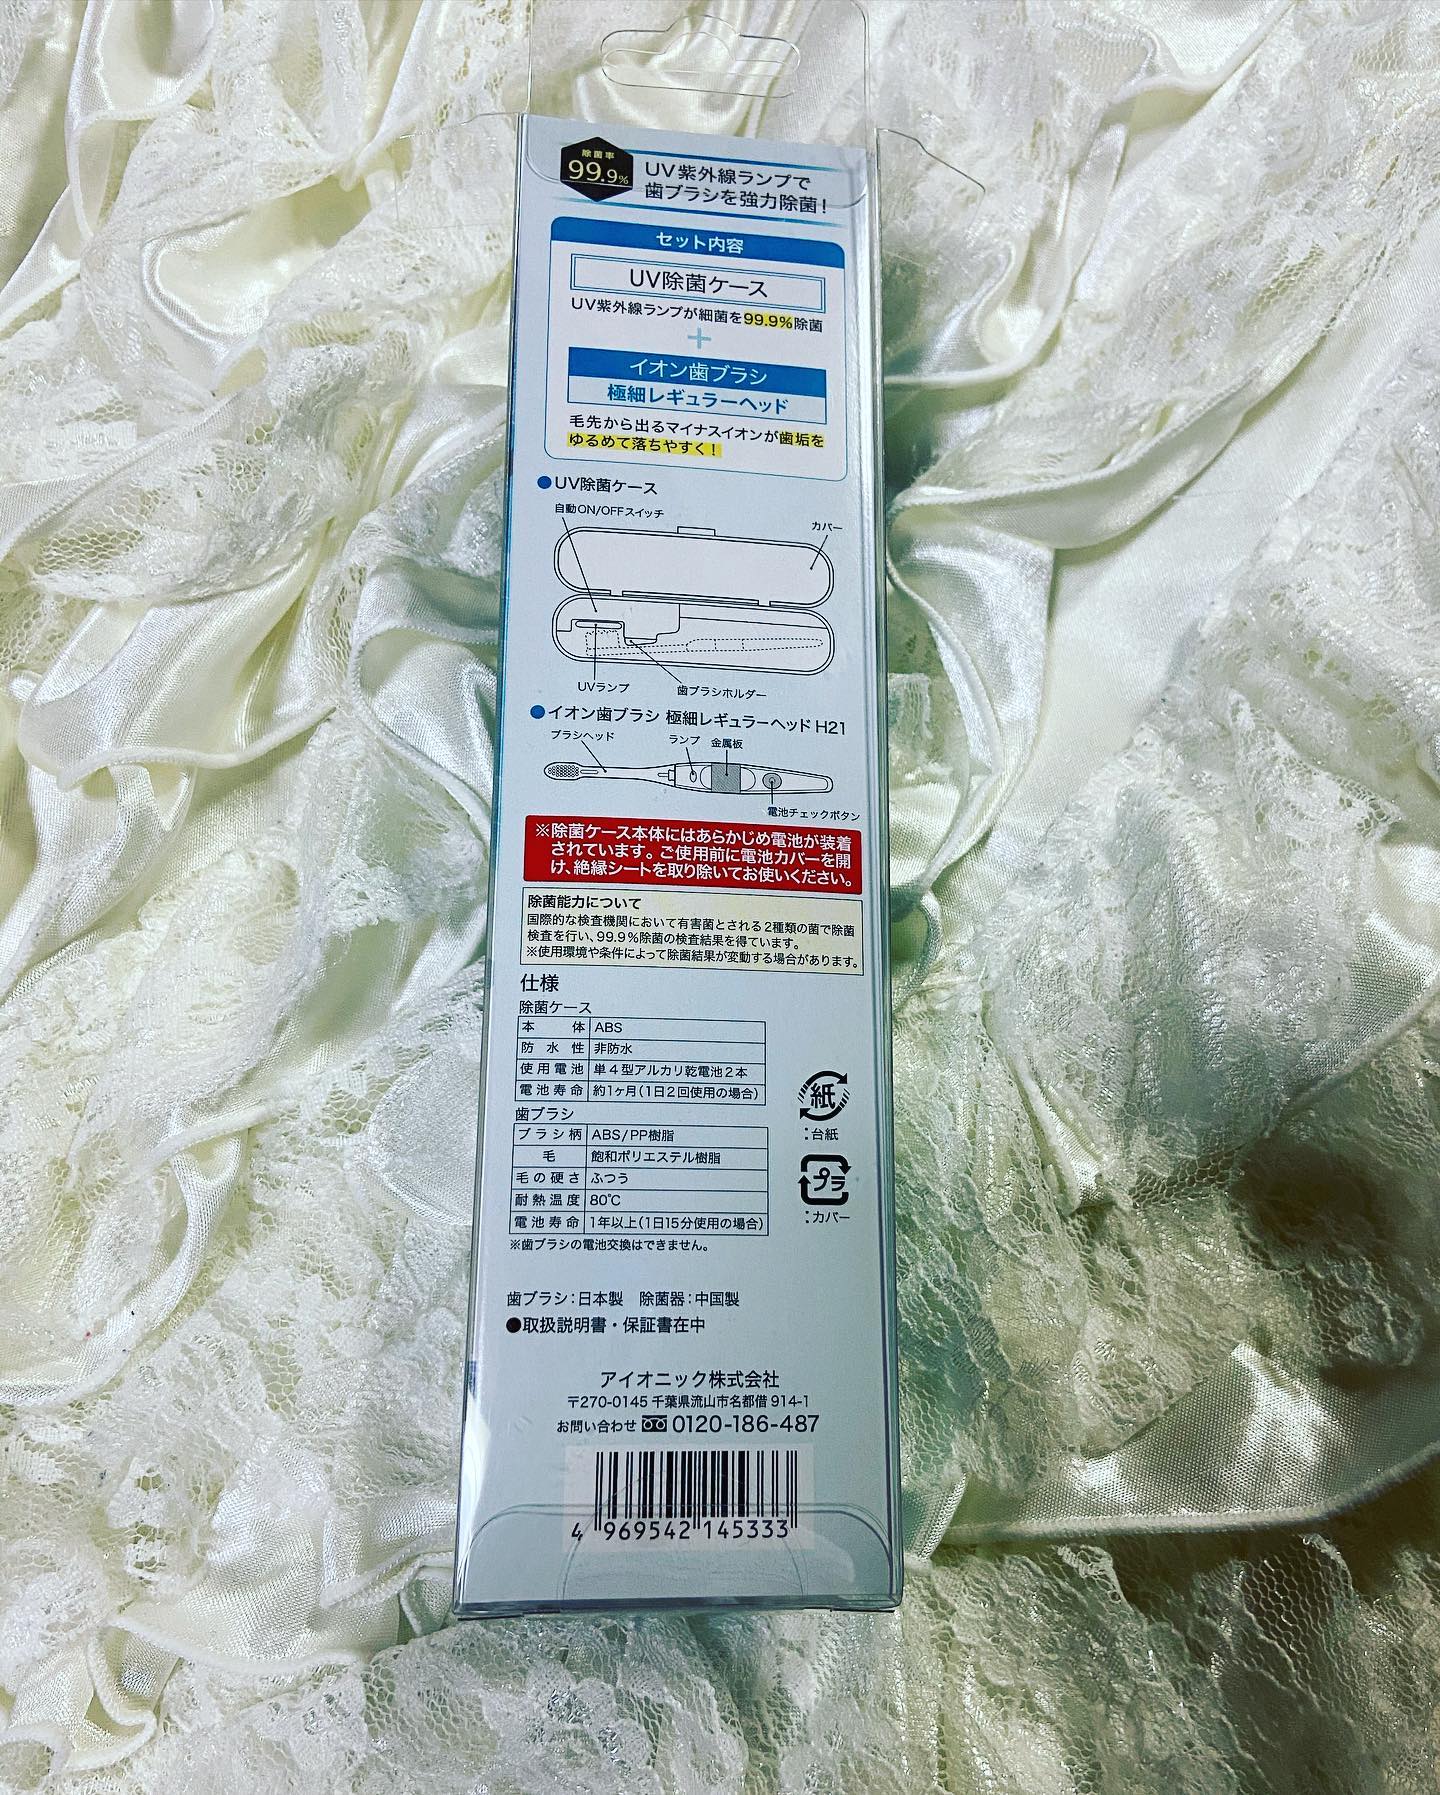 除菌率
99.9%
UV紫外線ランプで
歯ブラシを強力除菌!
セット内容
UV除菌ケース
UV紫外線ランプが細菌を99.9%除菌
+
イオン歯ブラシ
極細レギュラーヘッド
毛先から出るマイナスイオンが歯垢を
ゆるめて落ちやすく!
●UV除菌ケース
自動ON/OFFスイッチ
カバー
UVランプ
歯ブラシホルダー
●イオン歯ブラシ 極細レギュラーヘッド H21
ブラシヘッド
ランプ
金属板
電池チェックボタン
※除菌ケース本体にはあらかじめ電池が装着
されています。ご使用前に電池カバーを開
け、絶縁シートを取り除いてお使いください。
除菌能力について
国際的な検査機関において有害菌とされる2種類の菌で除菌
検査を行い、99.9%除菌の検査結果を得ています。
※使用環境や条件によって除菌結果が変動する場合があります。
仕様
除菌ケース
本体 ABS
防水性 非防水
使用電池 単4型アルカリ乾電池2本
電池寿命 約1ヶ月(1日2回使用の場合)
歯ブラシ
ブラシ柄 ABS/PP樹脂
毛 飽和ポリエステル樹脂
毛の硬さ ふつう
耐熱温度 80℃
電池寿命 1年以上(1日15分使用の場合)
※歯ブラシの電池交換はできません。
紙
:台紙
プラ
:カバー
歯ブラシ:日本製 除菌器:中国製
●取扱説明書・保証書在中
アイオニック株式会社
〒270-0145 千葉県流山市名都借 914-1
お問い合わせ 0120-186-487
4 969542 145333